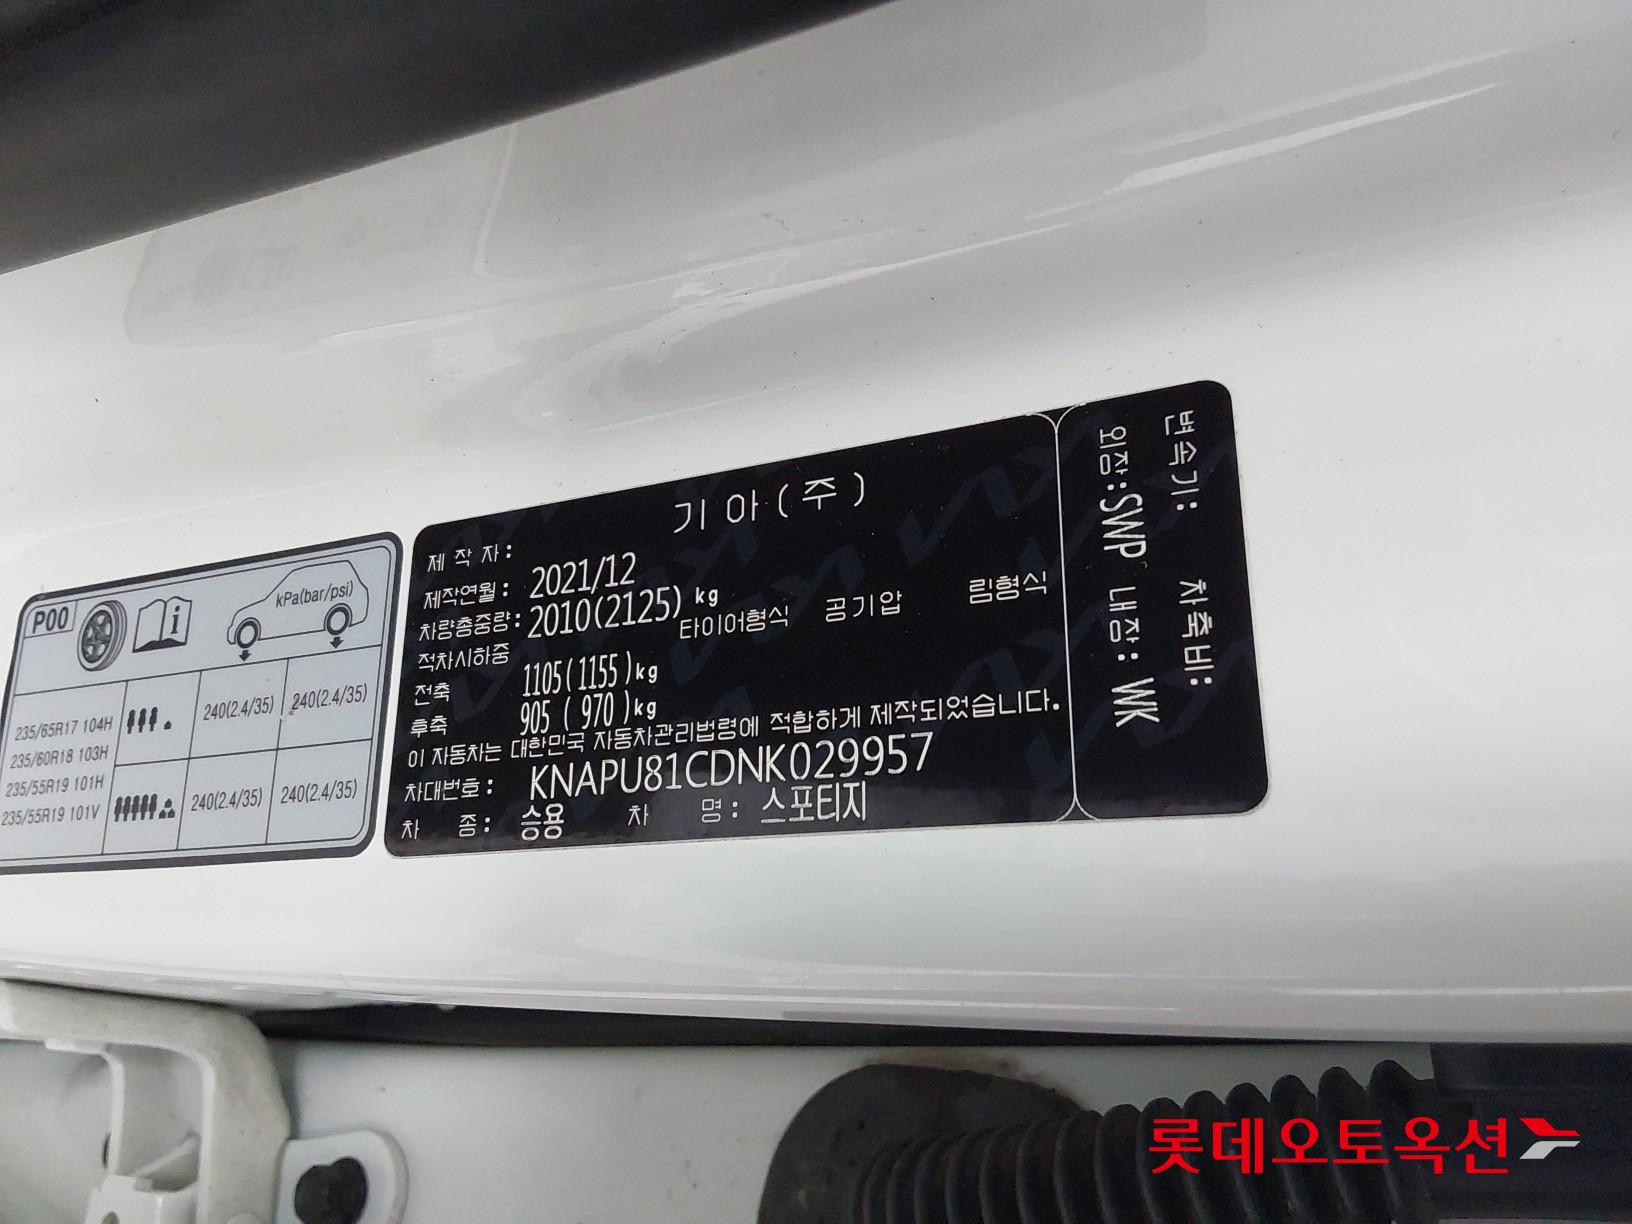 P00
kPa(bar/psi)
235/65R17 104H
235/60R18 103H
235/55R19 101H
235/55R19 101V
240(2.4/35) 240(2.4/35)
240(2.4/35) 240(2.4/35)
제 작 자: 기 아 ( 주 )
제작연월: 2021/12
차량총중량: 2010(2125) kg
적차시하중 타이어형식 공기압 림형식
전축 1105(1155)kg
후축 905 ( 970 )kg
이 자동차는 대한민국 자동차관리법령에 적합하게 제작되었습니다.
차대번호: KNAPU81CDNK029957
차 종: 승용 차 명: 스포티지
변속기: 차축비:
외장:SWP 내장: WK
롯데오토옥션